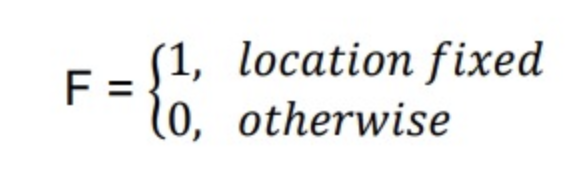 F = {1, location fixed
0, otherwise